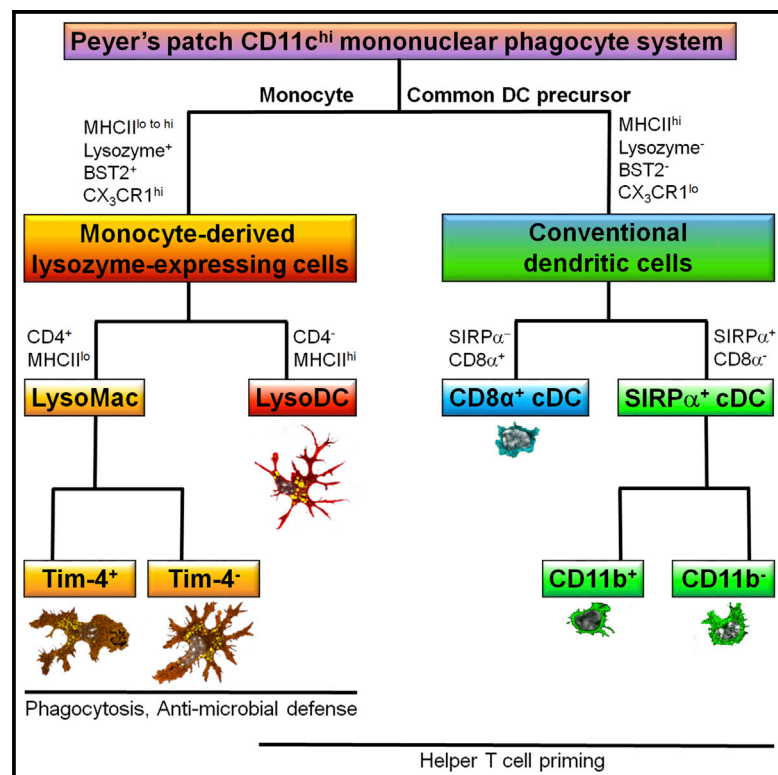 Peyer's patch CD11c^hi mononuclear phagocyte system
Monocyte
Common DC precursor
MHCII^lo to hi
Lysozyme⁺
BST2⁺
CX₃CR1^hi
MHCII^hi
Lysozyme⁻
BST2⁻
CX₃CR1^lo
Monocyte-derived
lysozyme-expressing cells
Conventional
dendritic cells
CD4⁺
MHCII^lo
CD4⁻
MHCII^hi
SIRPα⁻
CD8α⁺
SIRPα⁺
CD8α⁻
LysoMac
LysoDC
CD8α⁺ cDC
SIRPα⁺ cDC
Tim-4⁺
Tim-4⁻
CD11b⁺
CD11b⁻
Phagocytosis, Anti-microbial defense
Helper T cell priming